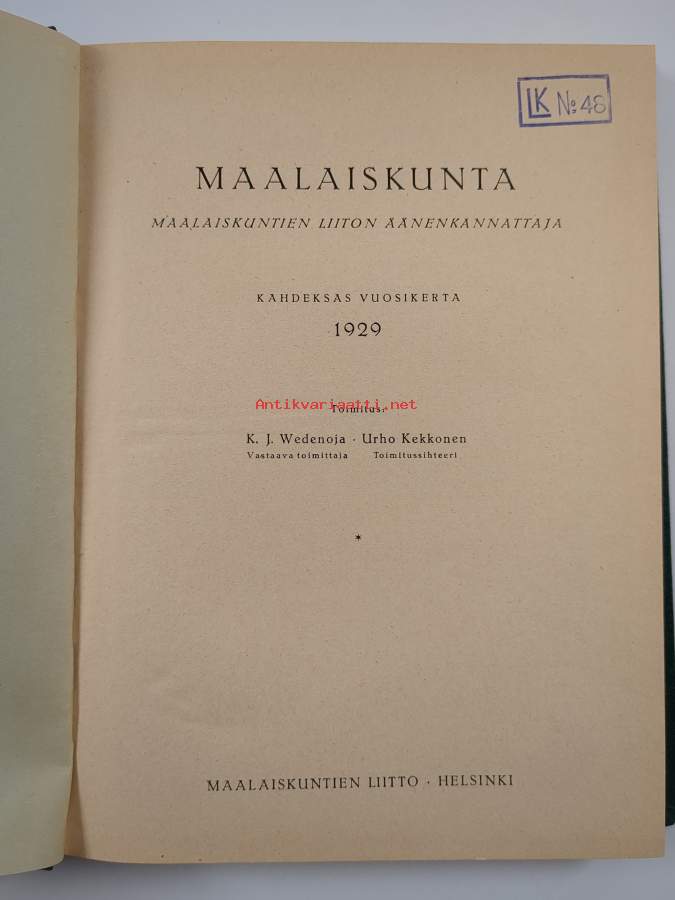 LK No: 48
MAALAISKUNTA
MAALAISKUNTIEN LIITON ÄÄNENKANNATTAJA
KAHDEKSAS VUOSIKERTA
1929
Antikvariaatti.net
Toimitus:
K. J. Wedenoja · Urho Kekkonen
Vastaava toimittaja Toimitussihteeri
*
MAALAISKUNTIEN LIITTO · HELSINKI